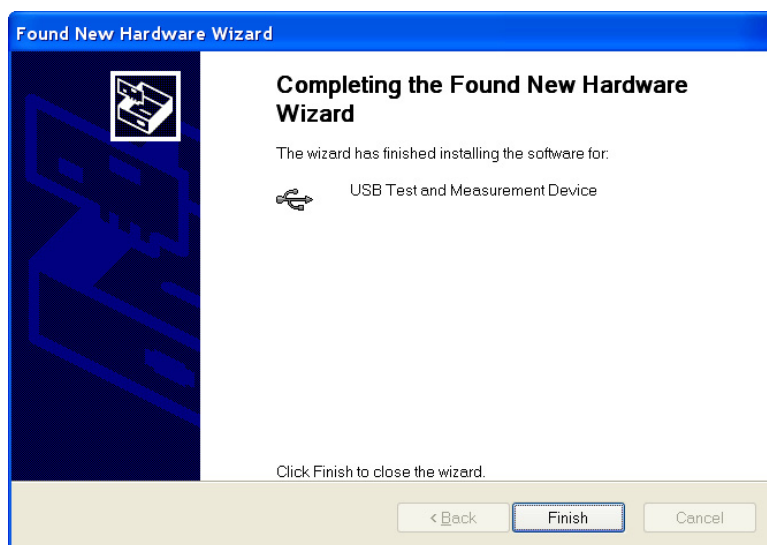 Found New Hardware Wizard
Completing the Found New Hardware
Wizard
The wizard has finished installing the software for:
USB Test and Measurement Device
Click Finish to close the wizard.
< Back
Finish
Cancel